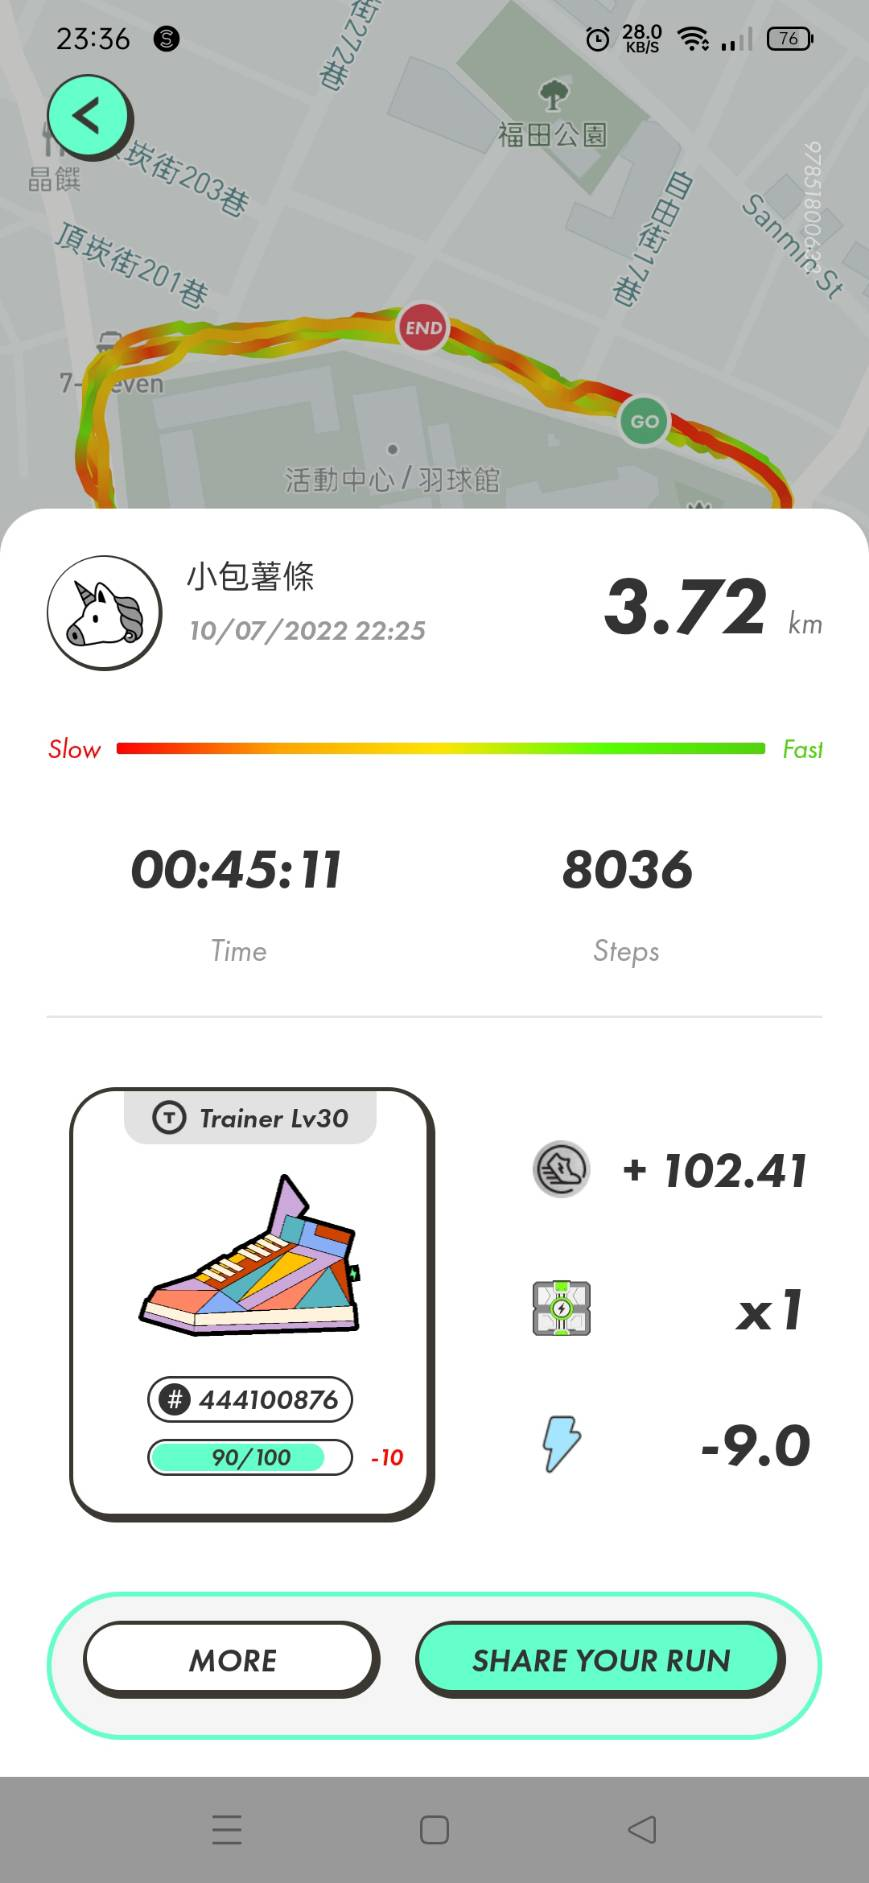 23:36
28.0
KB/S
76
街272巷
福田公園
晶饌
崁街203巷
自田街17巷
Sanmin St
頂崁街201巷
END
7-
even
GO
活動中心/羽球館
小包薯條
10/07/2022 22:25
3.72 km
Slow
Fast
00:45:11
8036
Time
Steps
T Trainer Lv30
+ 102.41
x1
# 444100876
90/100 -10
-9.0
MORE
SHARE YOUR RUN